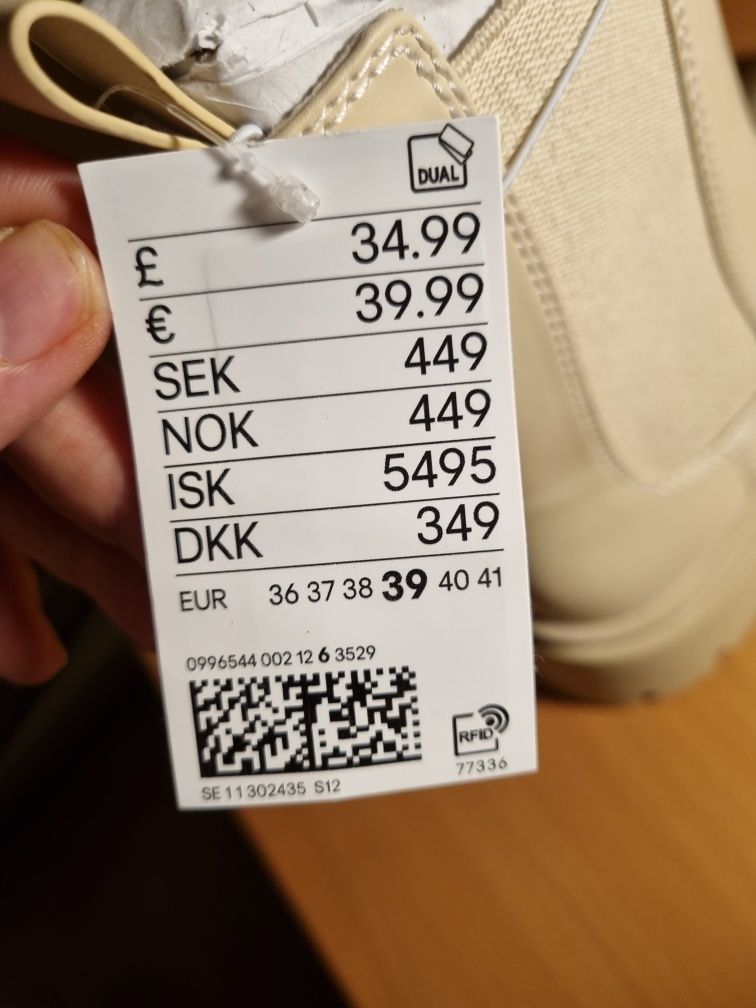 DUAL
£ 34.99
€ 39.99
SEK 449
NOK 449
ISK 5495
DKK 349
EUR 36 37 38 39 40 41
0996544 002 12 6 3529
RFID
77336
SE 11 302435 S12